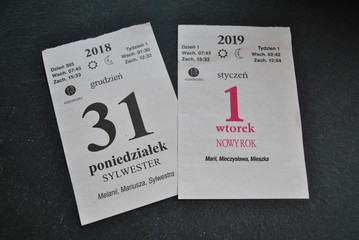 2018
Dzień 365
Wsch. 07:45
Zach. 15:33
Tydzień 1
Wsch. 01:30
Zach. 12:33
grudzień
31
poniedziałek
SYLWESTER
Melanii, Mariusza, Sylwestra
2019
Dzień 1
Wsch. 07:45
Zach. 15:33
Tydzień 1
Wsch. 02:42
Zach. 12:54
styczeń
1
wtorek
NOWY ROK
Marii, Mieczysława, Mieszka